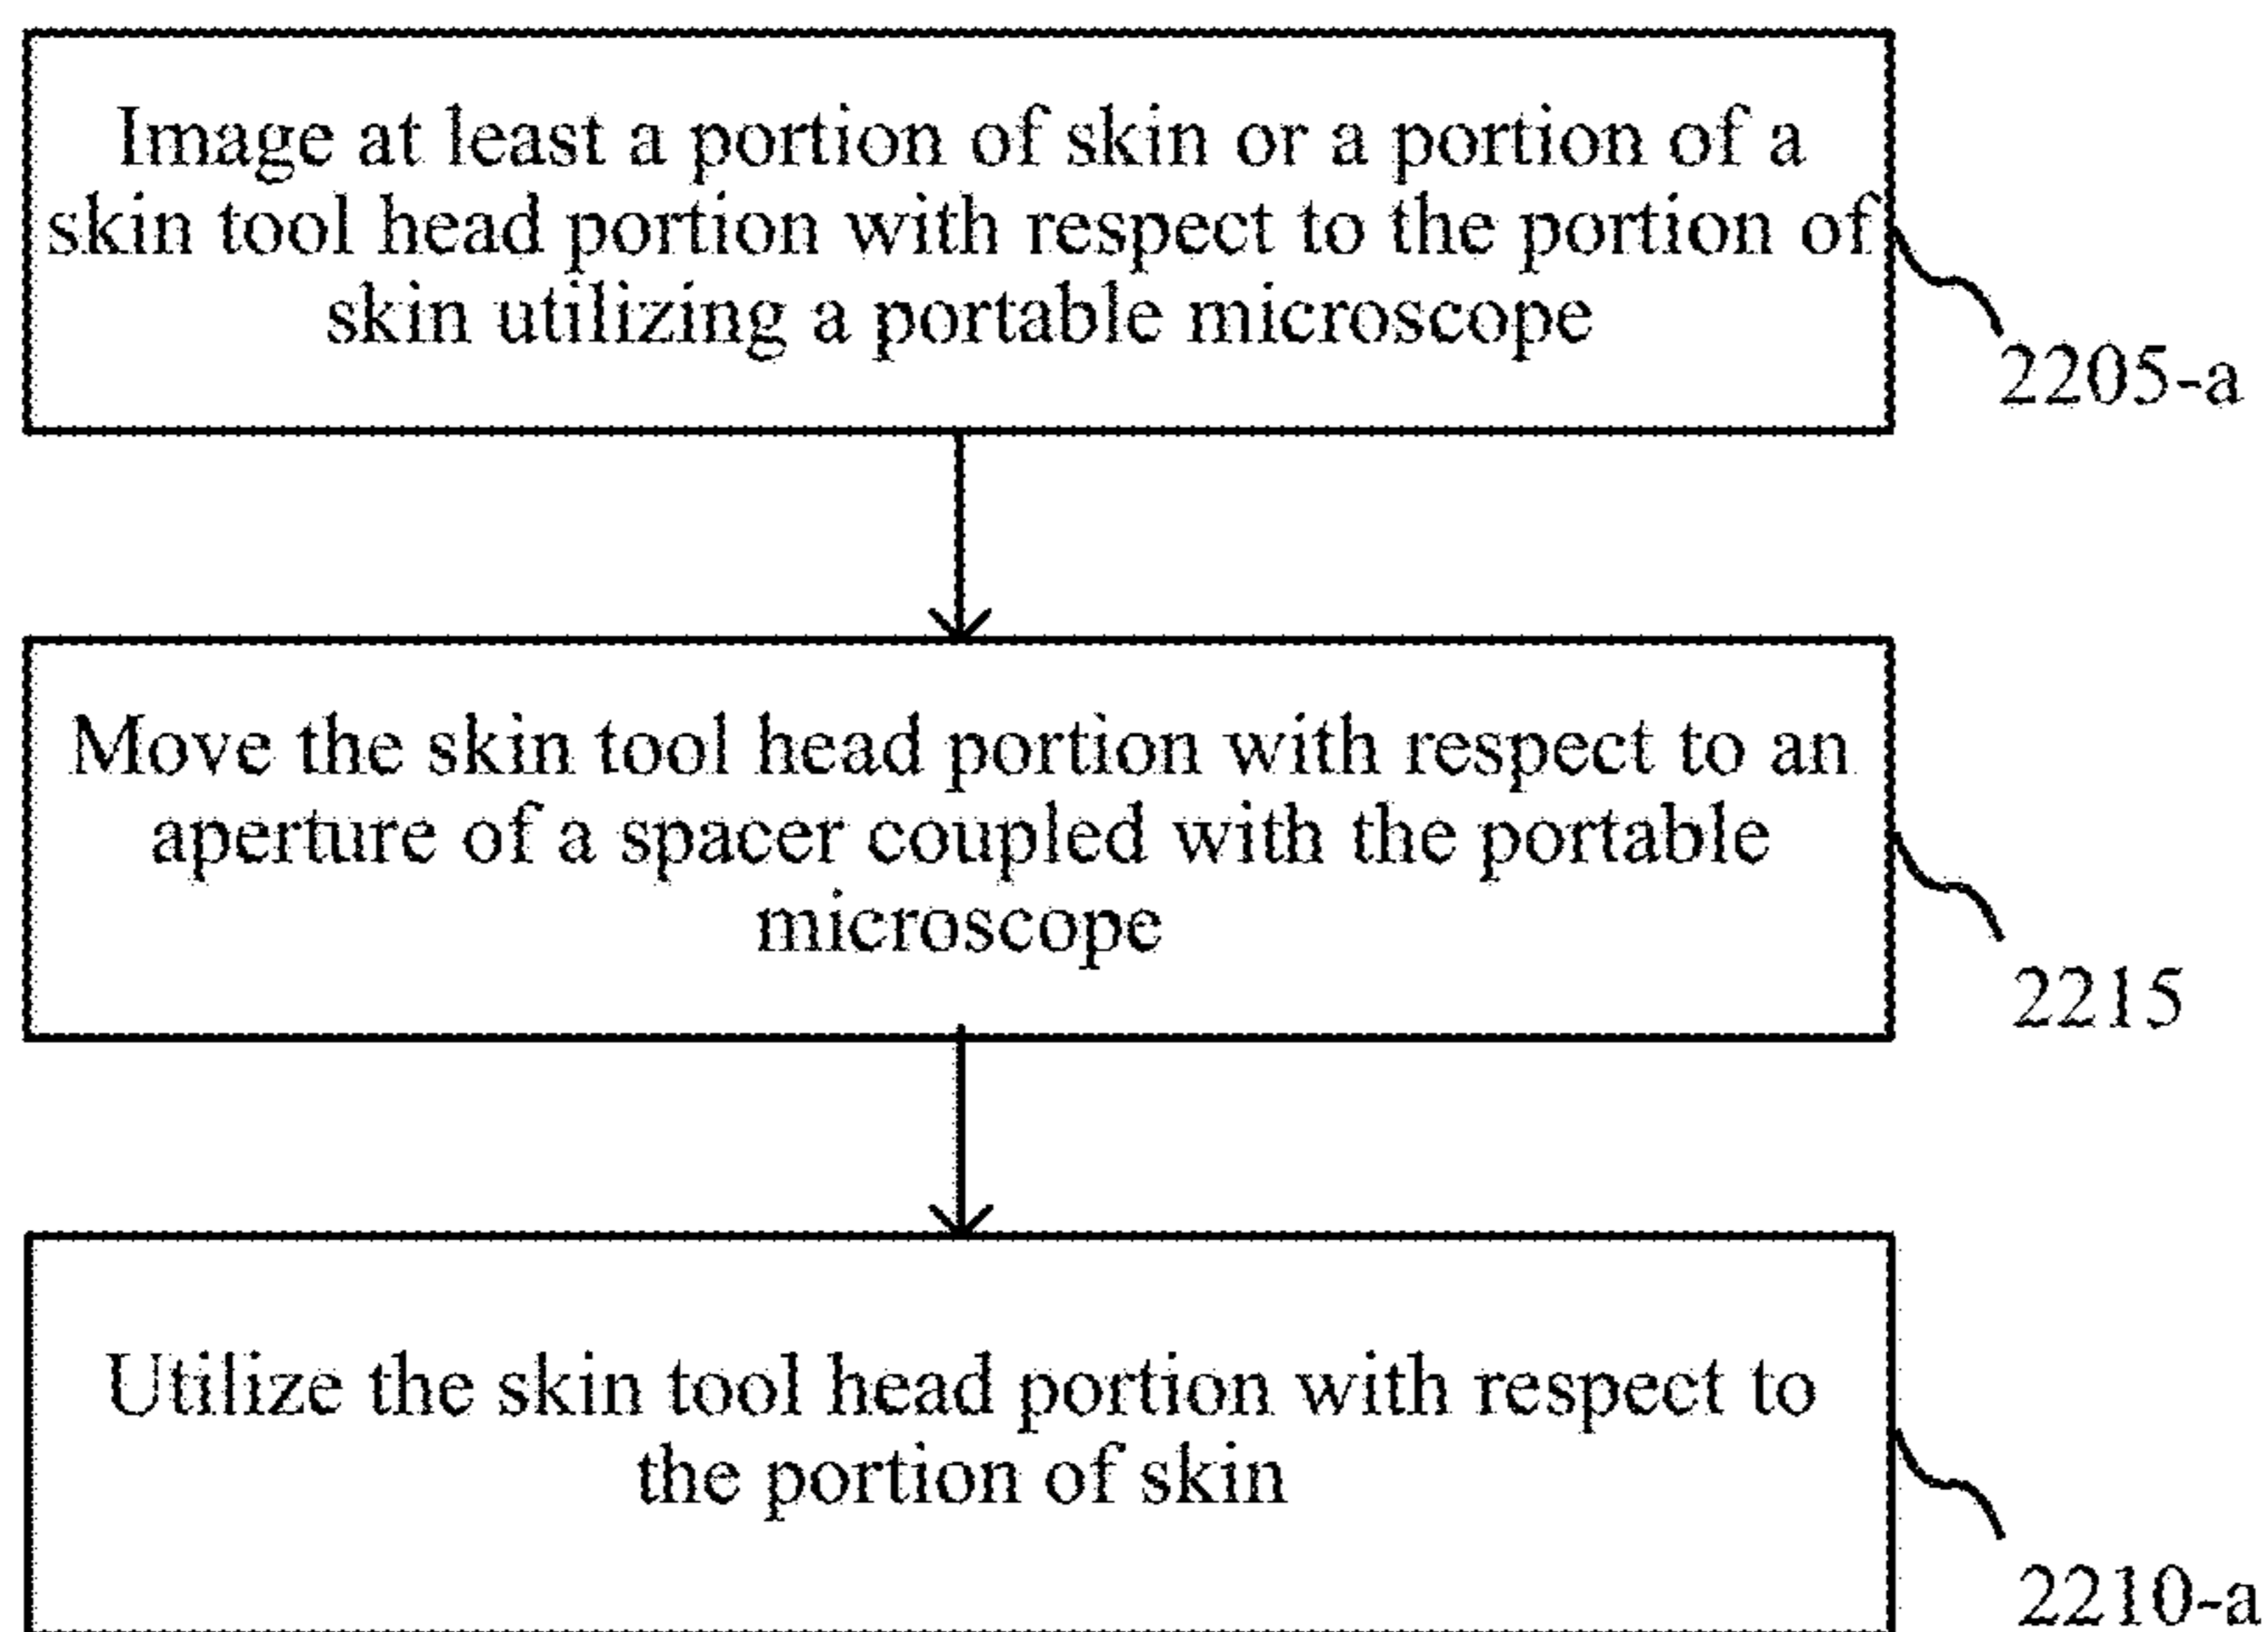 Image at least a portion of skin or a portion of a
skin tool head portion with respect to the portion of
skin utilizing a portable microscope
2205-a
Move the skin tool head portion with respect to an
aperture of a spacer coupled with the portable
microscope
2215
Utilize the skin tool head portion with respect to
the portion of skin
2210-a